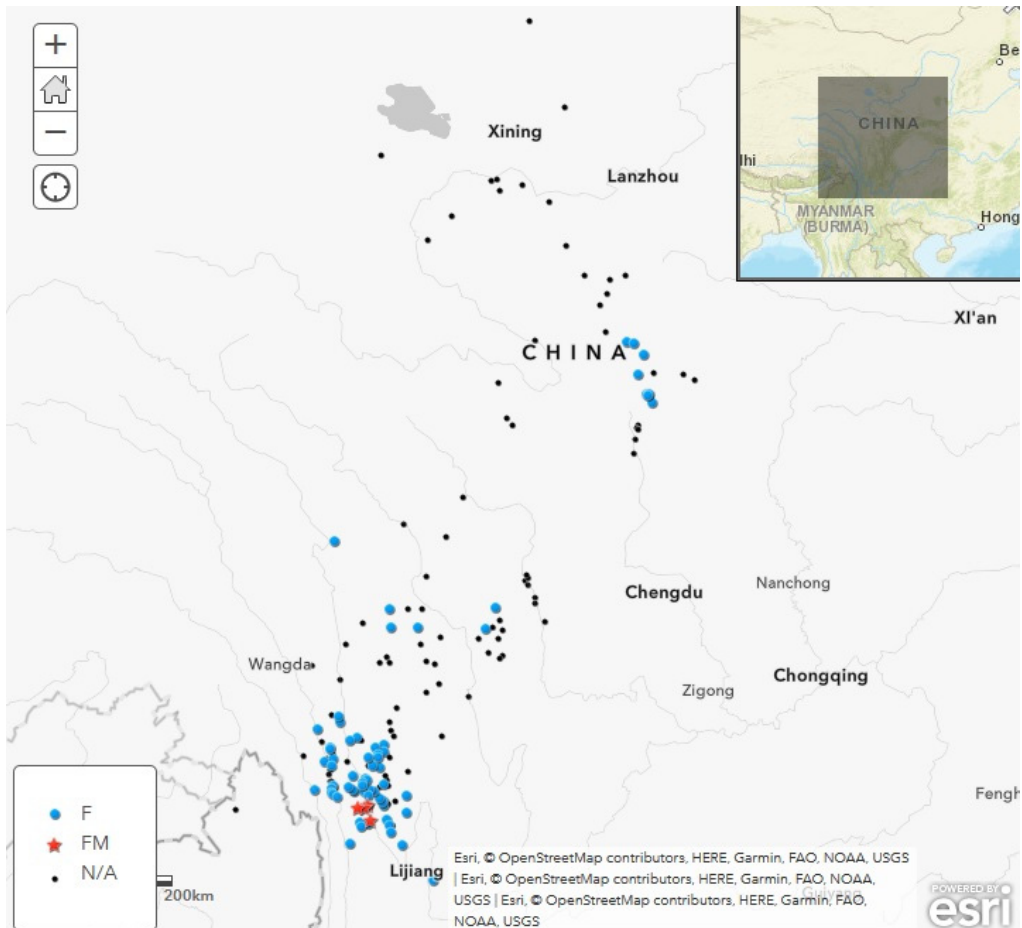 +
−
Xining
Lanzhou
CHINA
XI'an
Chengdu
Nanchong
Wangda
Chongqing
Zigong
Lijiang
Fengh
Guiyang
200km
F
FM
N/A
Be
CHINA
lhi
MYANMAR
(BURMA)
Hong
Esri, © OpenStreetMap contributors, HERE, Garmin, FAO, NOAA, USGS
| Esri, © OpenStreetMap contributors, HERE, Garmin, FAO, NOAA,
USGS | Esri, © OpenStreetMap contributors, HERE, Garmin, FAO,
NOAA, USGS
POWERED BY
esri